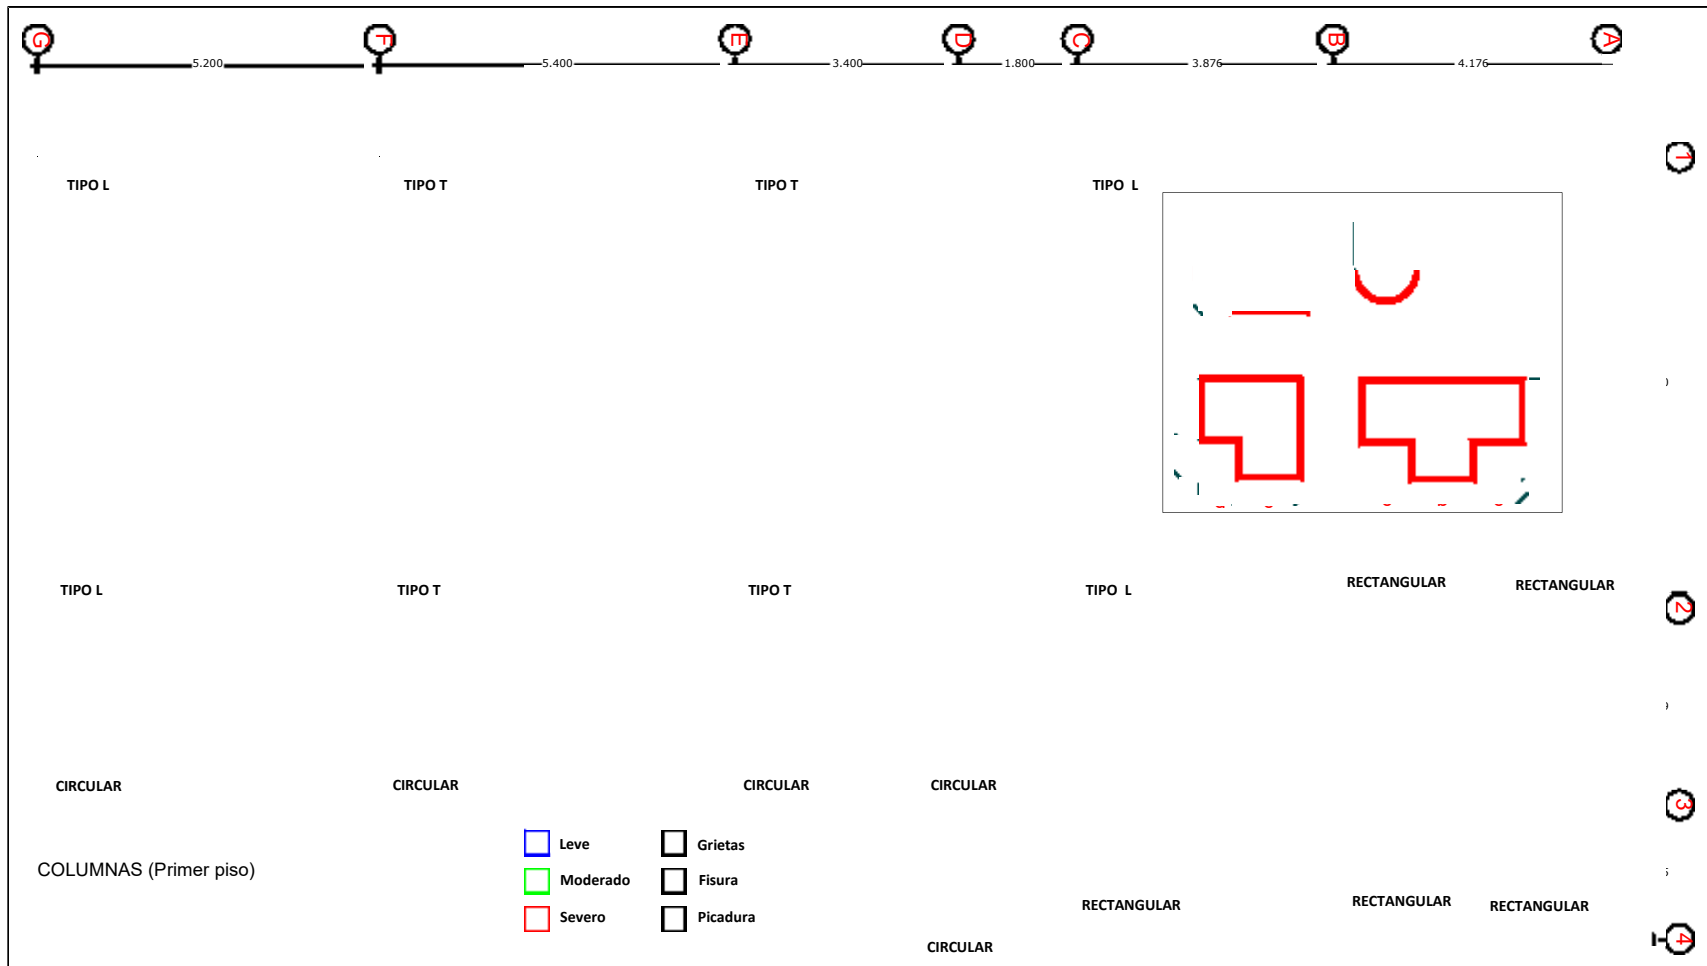 G F E D C B A
5.200 5.400 3.400 1.800 3.876 4.176
1
TIPO L TIPO T TIPO T TIPO L
TIPO L TIPO T TIPO T TIPO L RECTANGULAR RECTANGULAR
2
CIRCULAR CIRCULAR CIRCULAR CIRCULAR
3
Leve Grietas
COLUMNAS (Primer piso)
Moderado Fisura
Severo Picadura
RECTANGULAR RECTANGULAR RECTANGULAR
CIRCULAR
4